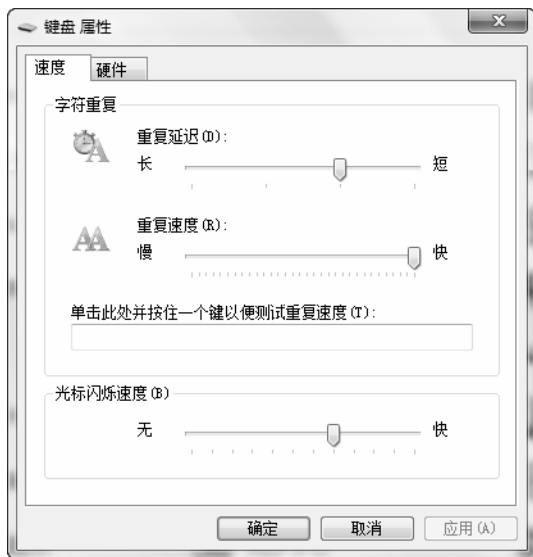 键盘 属性
速度 硬件
字符重复
重复延迟(D):
长 短
重复速度(R):
慢 快
单击此处并按住一个键以便测试重复速度(T):
光标闪烁速度(B)
无 快
确定 取消 应用(A)